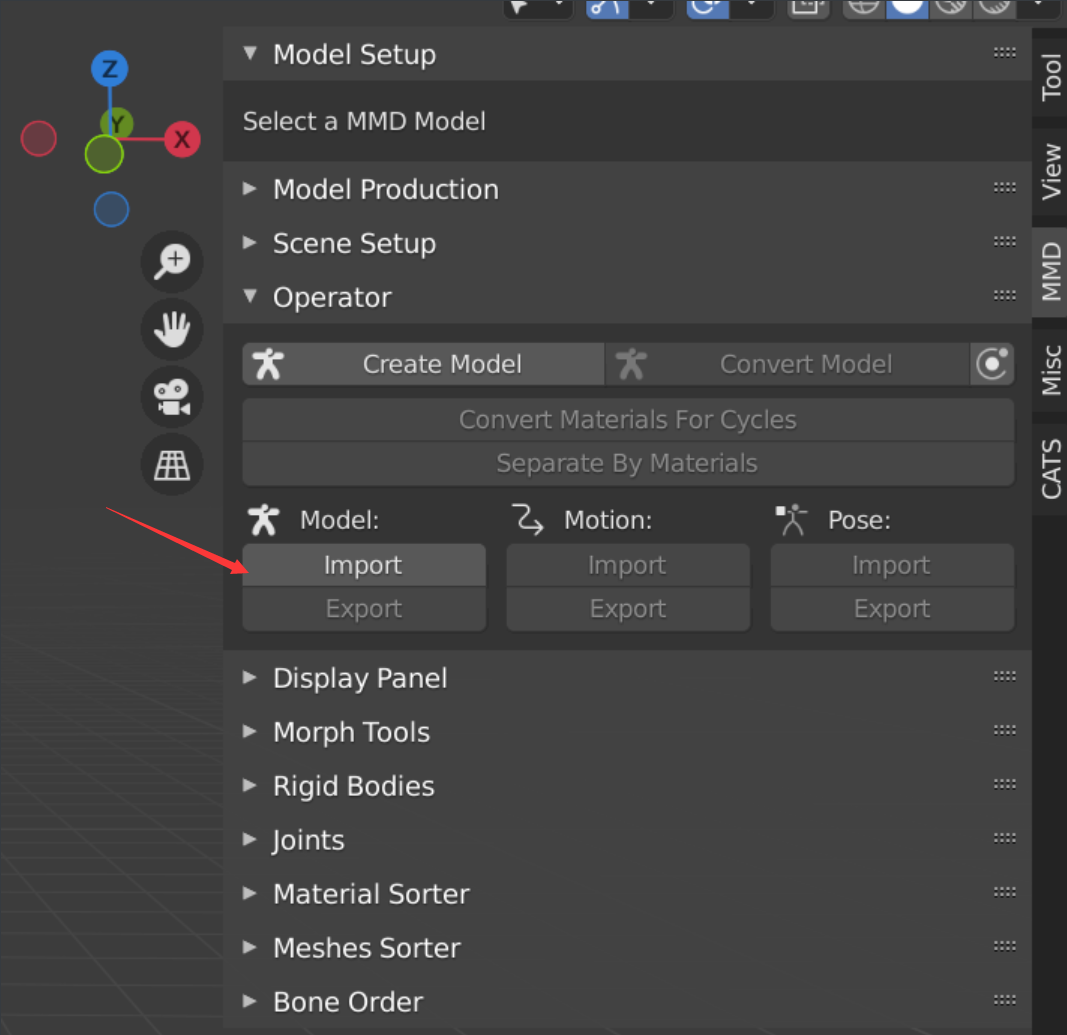 Z
Y
X
Model Setup
Select a MMD Model
Model Production
Scene Setup
Operator
Create Model
Convert Model
Convert Materials For Cycles
Separate By Materials
Model:
Motion:
Pose:
Import
Import
Import
Export
Export
Export
Display Panel
Morph Tools
Rigid Bodies
Joints
Material Sorter
Meshes Sorter
Bone Order
Tool
View
MMD
Misc
CATS